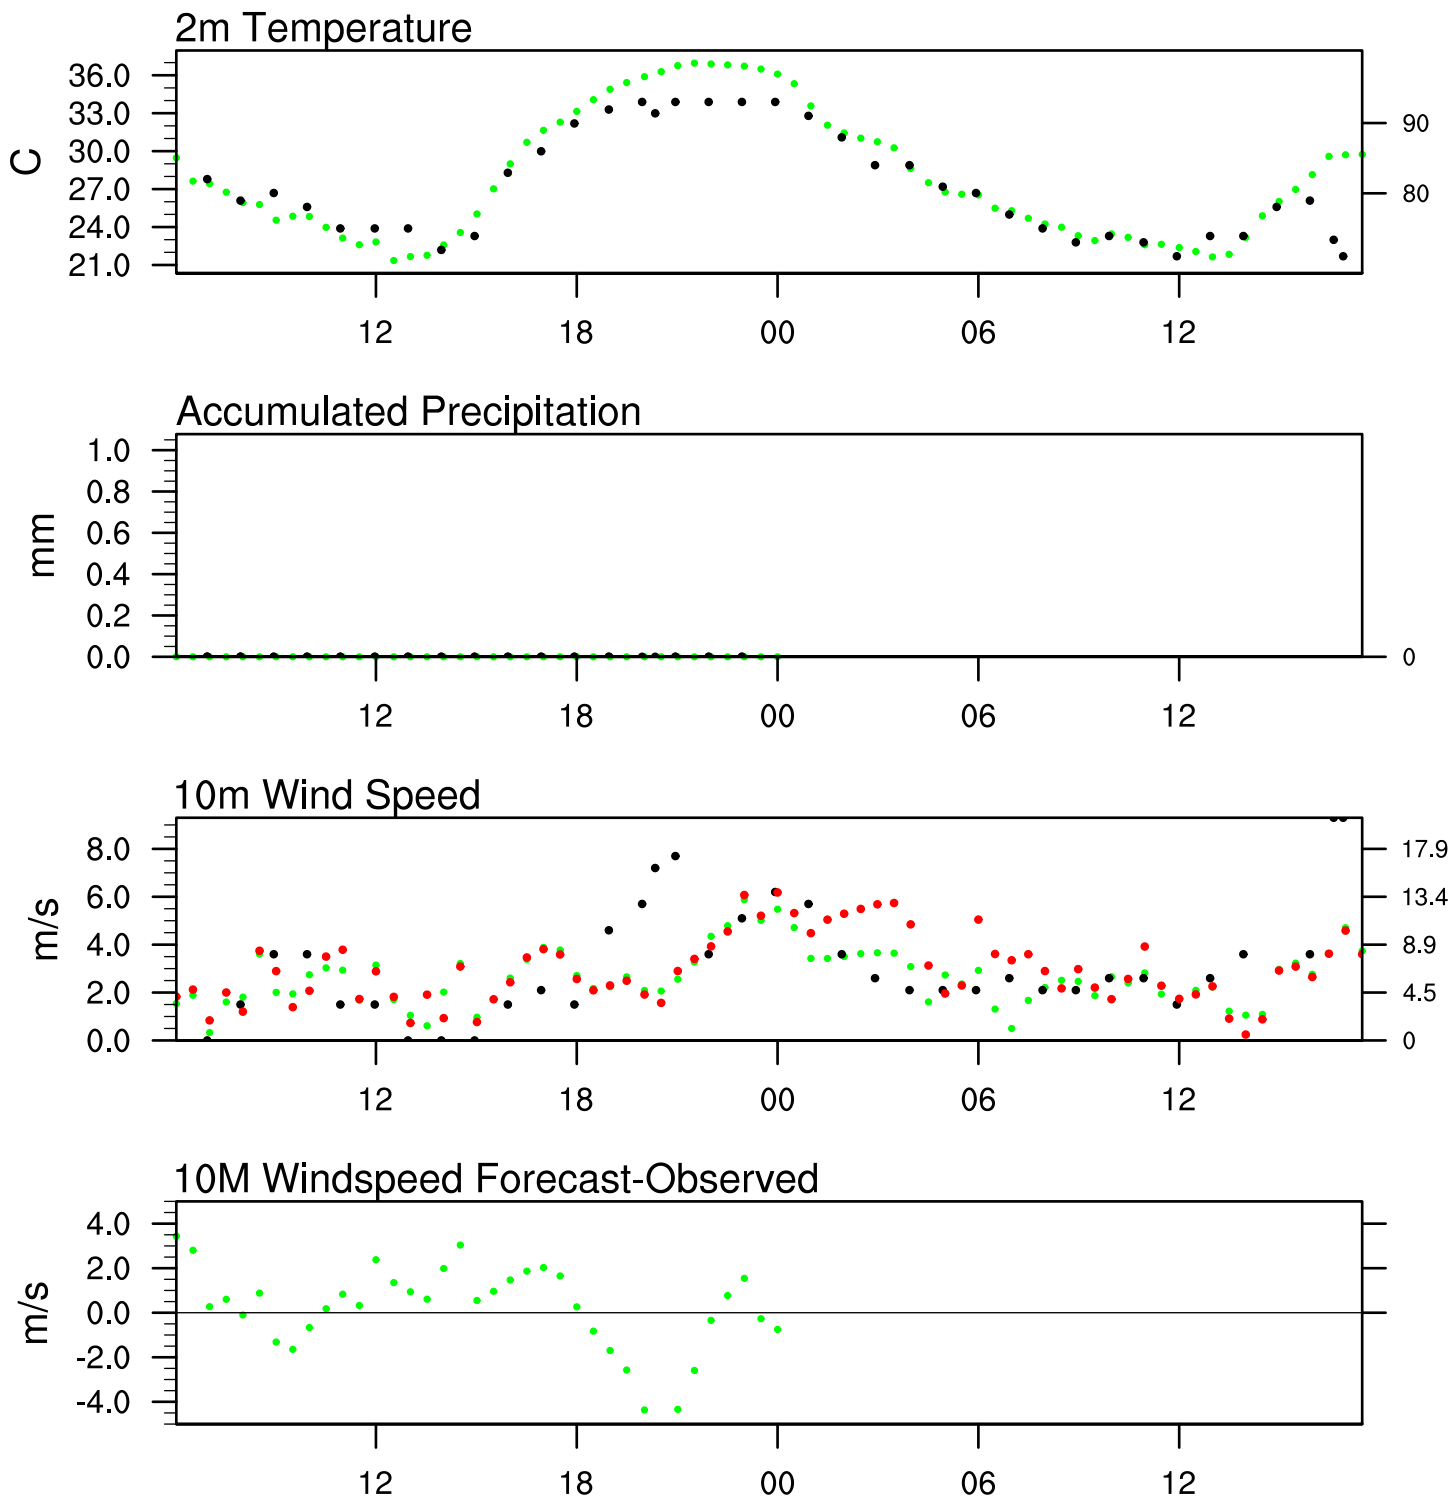 2m Temperature
36.0
33.0
30.0
27.0
24.0
21.0
C
90
80
12 18 00 06 12
Accumulated Precipitation
1.0
0.8
0.6
0.4
0.2
0.0
mm
0
12 18 00 06 12
10m Wind Speed
8.0
6.0
4.0
2.0
0.0
m/s
17.9
13.4
8.9
4.5
0
12 18 00 06 12
10M Windspeed Forecast-Observed
4.0
2.0
0.0
-2.0
-4.0
m/s
12 18 00 06 12